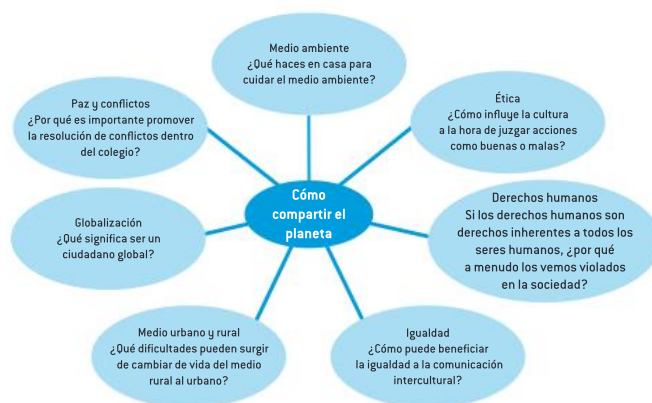 Medio ambiente
¿Qué haces en casa para
cuidar el medio ambiente?
Paz y conflictos
¿Por qué es importante promover
la resolución de conflictos dentro
del colegio?
Ética
¿Cómo influye la cultura
a la hora de juzgar acciones
como buenas o malas?
Cómo
compartir el
planeta
Globalización
¿Qué significa ser un
ciudadano global?
Derechos humanos
Si los derechos humanos son
derechos inherentes a todos los
seres humanos, ¿por qué
a menudo los vemos violados
en la sociedad?
Medio urbano y rural
¿Qué dificultades pueden surgir
de cambiar de vida del medio
rural al urbano?
Igualdad
¿Cómo puede beneficiar
la igualdad a la comunicación
intercultural?